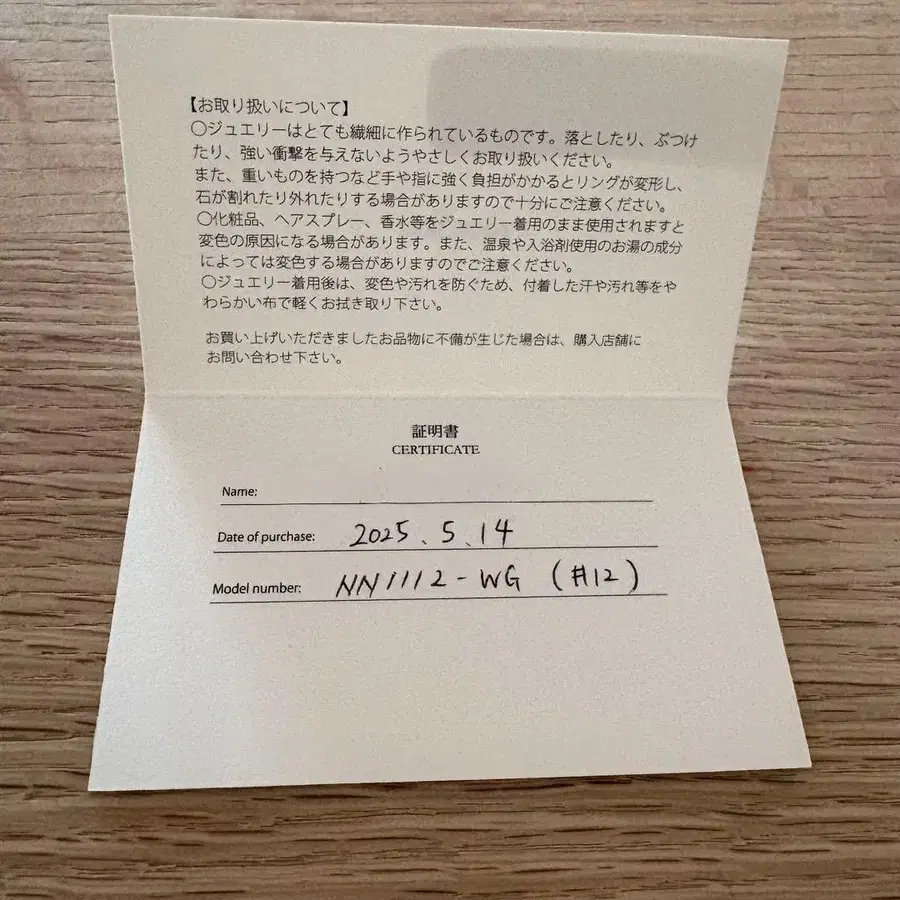 【お取り扱いについて】
〇ジュエリーはとても繊細に作られているものです。落としたり、ぶつけ
たり、強い衝撃を与えないようやさしくお取り扱いください。
また、重いものを持つなど手や指に強く負担がかかるとリングが変形し、
石が割れたり外れたりする場合がありますので十分にご注意ください。
〇化粧品、ヘアスプレー、香水等をジュエリー着用のまま使用されますと
変色の原因になる場合があります。また、温泉や入浴剤使用のお湯の成分
によっては変色する場合がありますのでご注意ください。
〇ジュエリー着用後は、変色や汚れを防ぐため、付着した汗や汚れ等をや
わらかい布で軽くお拭き取り下さい。
お買い上げいただきましたお品物に不備が生じた場合は、購入店舗に
お問い合わせ下さい。
証明書
CERTIFICATE
Name:
Date of purchase: 2025.5.14
Model number: NN1112-WG (#12)